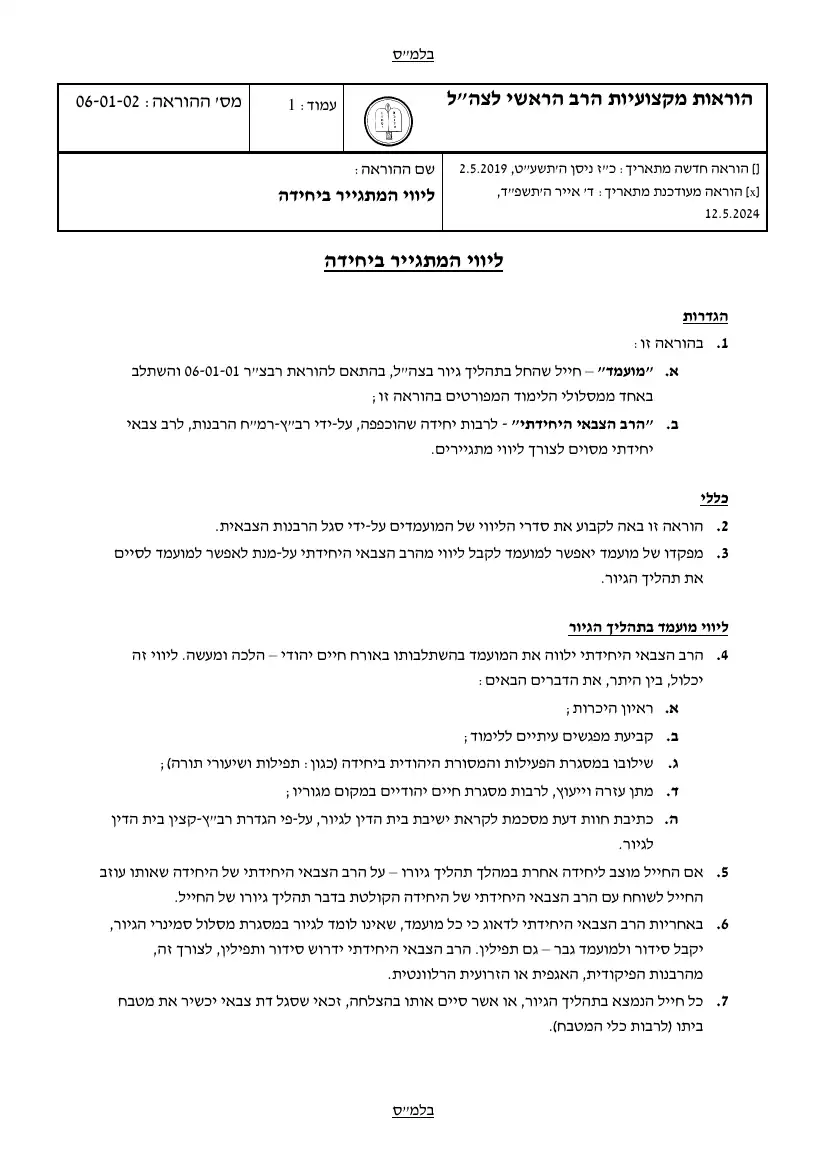 בלמ"ס
הוראות מקצועיות הרב הראשי לצה"ל
עמוד: 1
מס' ההוראה: 06-01-02
[] הוראה חדשה מתאריך: כ"ז ניסן ה'תשע"ט, 2.5.2019
[x] הוראה מעודכנת מתאריך: ד' אייר ה'תשפ"ד,
12.5.2024
שם ההוראה:
ליווי המתגייר ביחידה
ליווי המתגייר ביחידה
הגדרות
1. בהוראה זו:
א. "מועמד" – חייל שהחל בתהליך גיור בצה"ל, בהתאם להוראת רבצ"ר 06-01-01 והשתלב
באחד ממסלולי הלימוד המפורטים בהוראה זו;
ב. "הרב הצבאי היחידתי" - לרבות יחידה שהוכפפה, על-ידי רב"ץ-רמ"ח הרבנות, לרב צבאי
יחידתי מסוים לצורך ליווי מתגיירים.
כללי
2. הוראה זו באה לקבוע את סדרי הליווי של המועמדים על-ידי סגל הרבנות הצבאית.
3. מפקדו של מועמד יאפשר למועמד לקבל ליווי מהרב הצבאי היחידתי על-מנת לאפשר למועמד לסיים
את תהליך הגיור.
ליווי מועמד בתהליך הגיור
4. הרב הצבאי היחידתי ילווה את המועמד בהשתלבותו באורח חיים יהודי – הלכה ומעשה. ליווי זה
יכלול, בין היתר, את הדברים הבאים:
א. ראיון היכרות;
ב. קביעת מפגשים עיתיים ללימוד;
ג. שילובו במסגרת הפעילות והמסורת היהודית ביחידה (כגון: תפילות ושיעורי תורה);
ד. מתן עזרה וייעוץ, לרבות מסגרת חיים יהודיים במקום מגוריו;
ה. כתיבת חוות דעת מסכמת לקראת ישיבת בית הדין לגיור, על-פי הגדרת רב"ץ-קצין בית הדין
לגיור.
5. אם החייל מוצב ליחידה אחרת במהלך תהליך גיורו – על הרב הצבאי היחידתי של היחידה שאותו עוזב
החייל לשוחח עם הרב הצבאי היחידתי של היחידה הקולטת בדבר תהליך גיורו של החייל.
6. באחריות הרב הצבאי היחידתי לדאוג כי כל מועמד, שאינו לומד לגיור במסגרת מסלול סמינרי הגיור,
יקבל סידור ולמועמד גבר – גם תפילין. הרב הצבאי היחידתי ידרוש סידור ותפילין, לצורך זה,
מהרבנות הפיקודית, האגפית או הזרועית הרלוונטית.
7. כל חייל הנמצא בתהליך הגיור, או אשר סיים אותו בהצלחה, זכאי שסגל דת צבאי יכשיר את מטבח
ביתו (לרבות כלי המטבח).
בלמ"ס